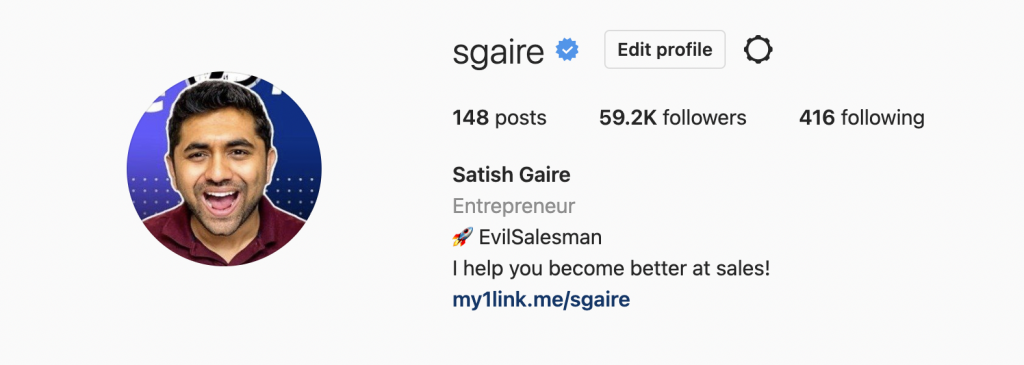 sgaire
Edit profile
148 posts 59.2K followers 416 following
Satish Gaire
Entrepreneur
🚀 EvilSalesman
I help you become better at sales!
my1link.me/sgaire